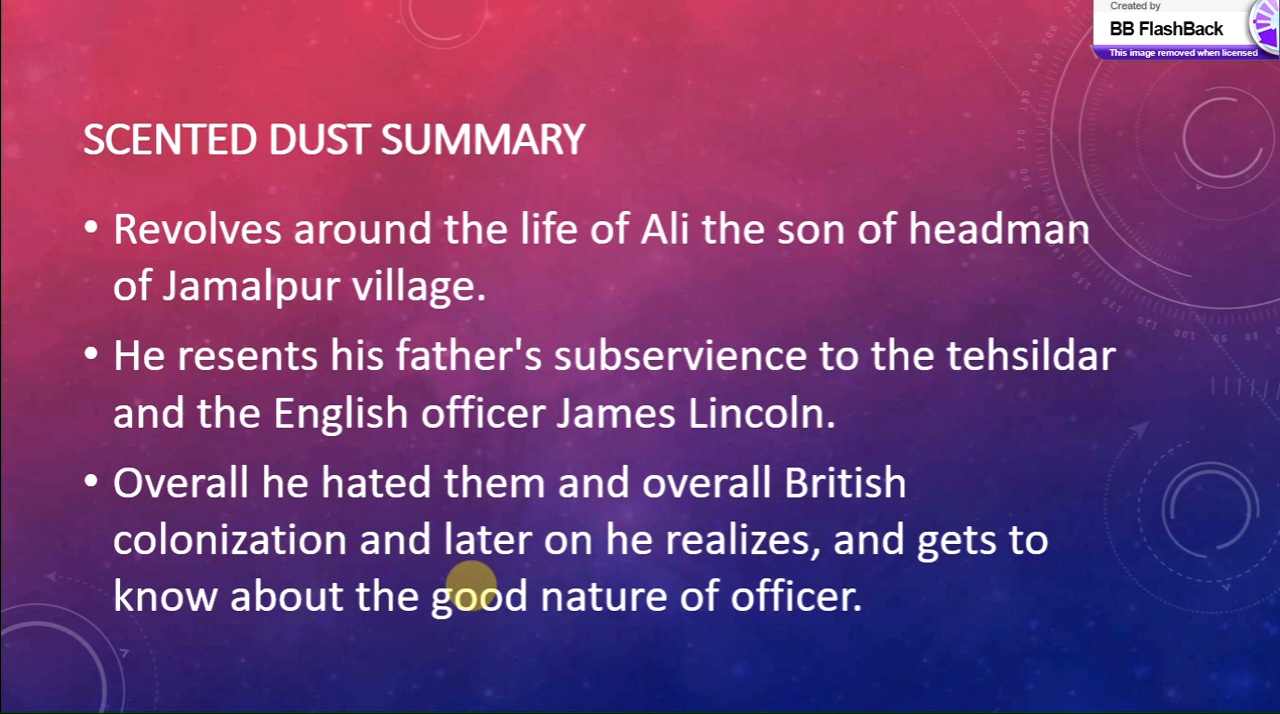 Created by
BB FlashBack
This image removed when licensed
SCENTED DUST SUMMARY
• Revolves around the life of Ali the son of headman
of Jamalpur village.
• He resents his father's subservience to the tehsildar
and the English officer James Lincoln.
• Overall he hated them and overall British
colonization and later on he realizes, and gets to
know about the good nature of officer.